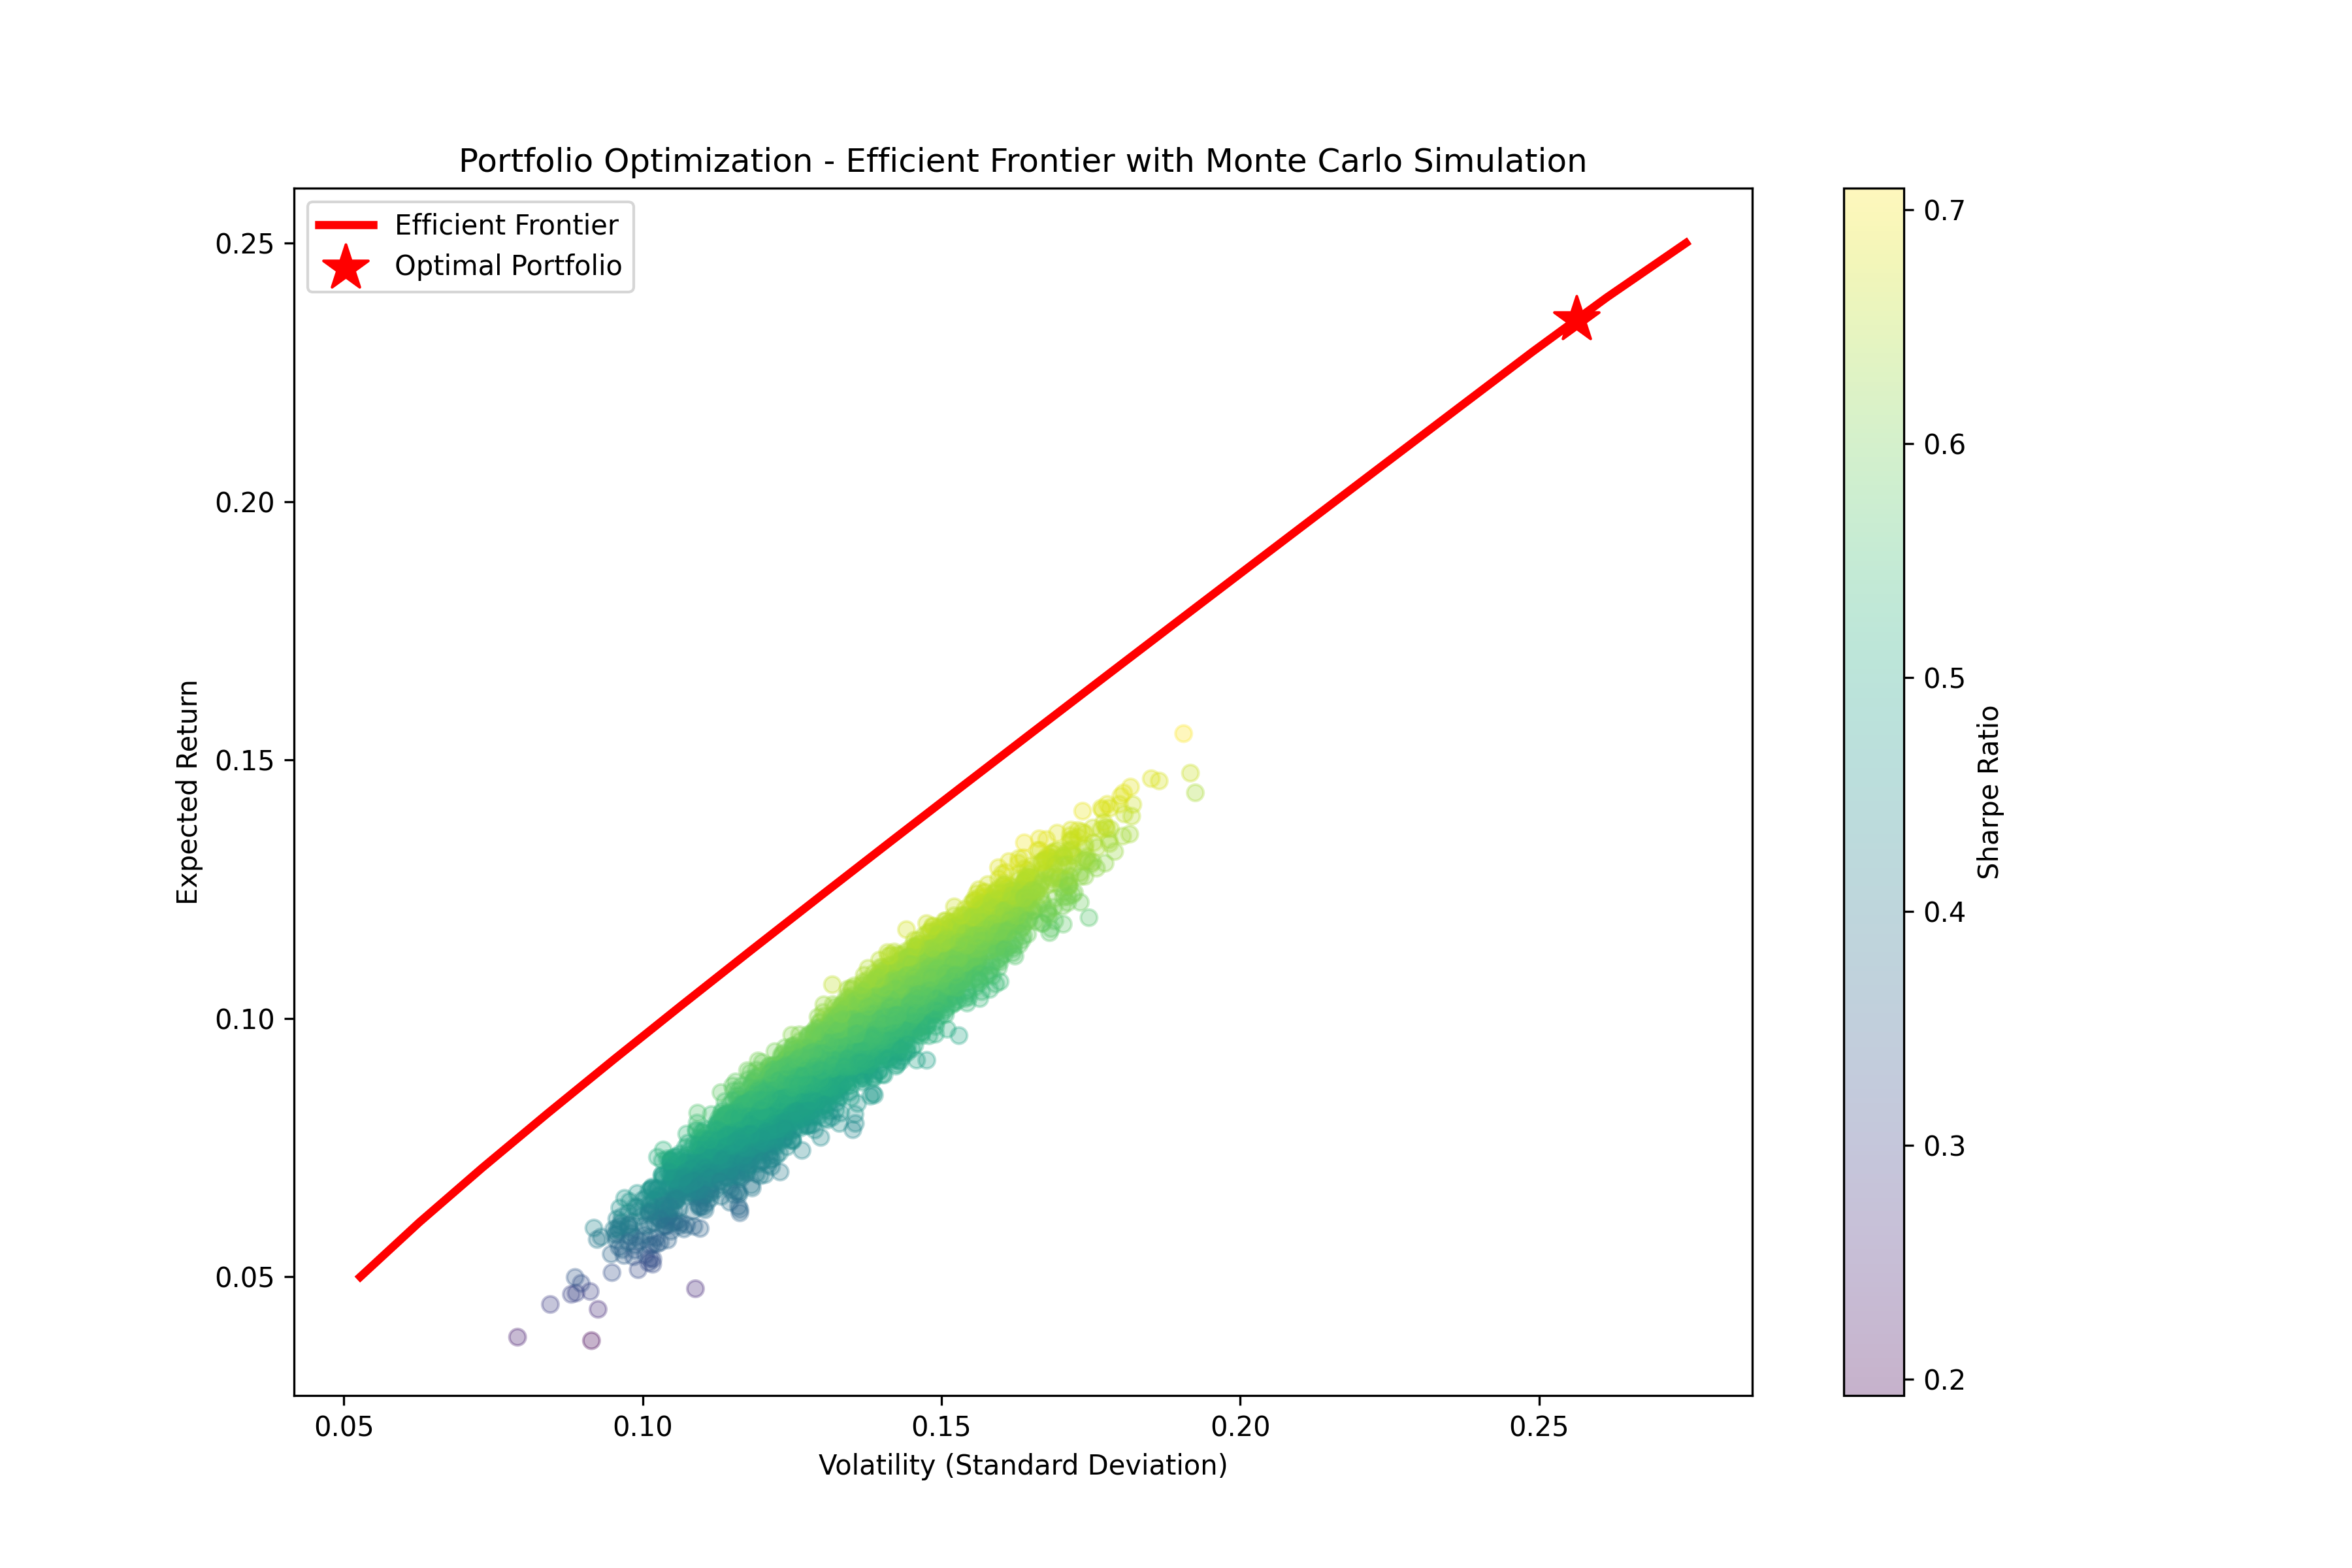 Portfolio Optimization - Efficient Frontier with Monte Carlo Simulation
Efficient Frontier
Optimal Portfolio
0.25
0.20
0.15
0.10
0.05
Expected Return
0.05
0.10
0.15
0.20
0.25
Volatility (Standard Deviation)
0.7
0.6
0.5
0.4
0.3
0.2
Sharpe Ratio